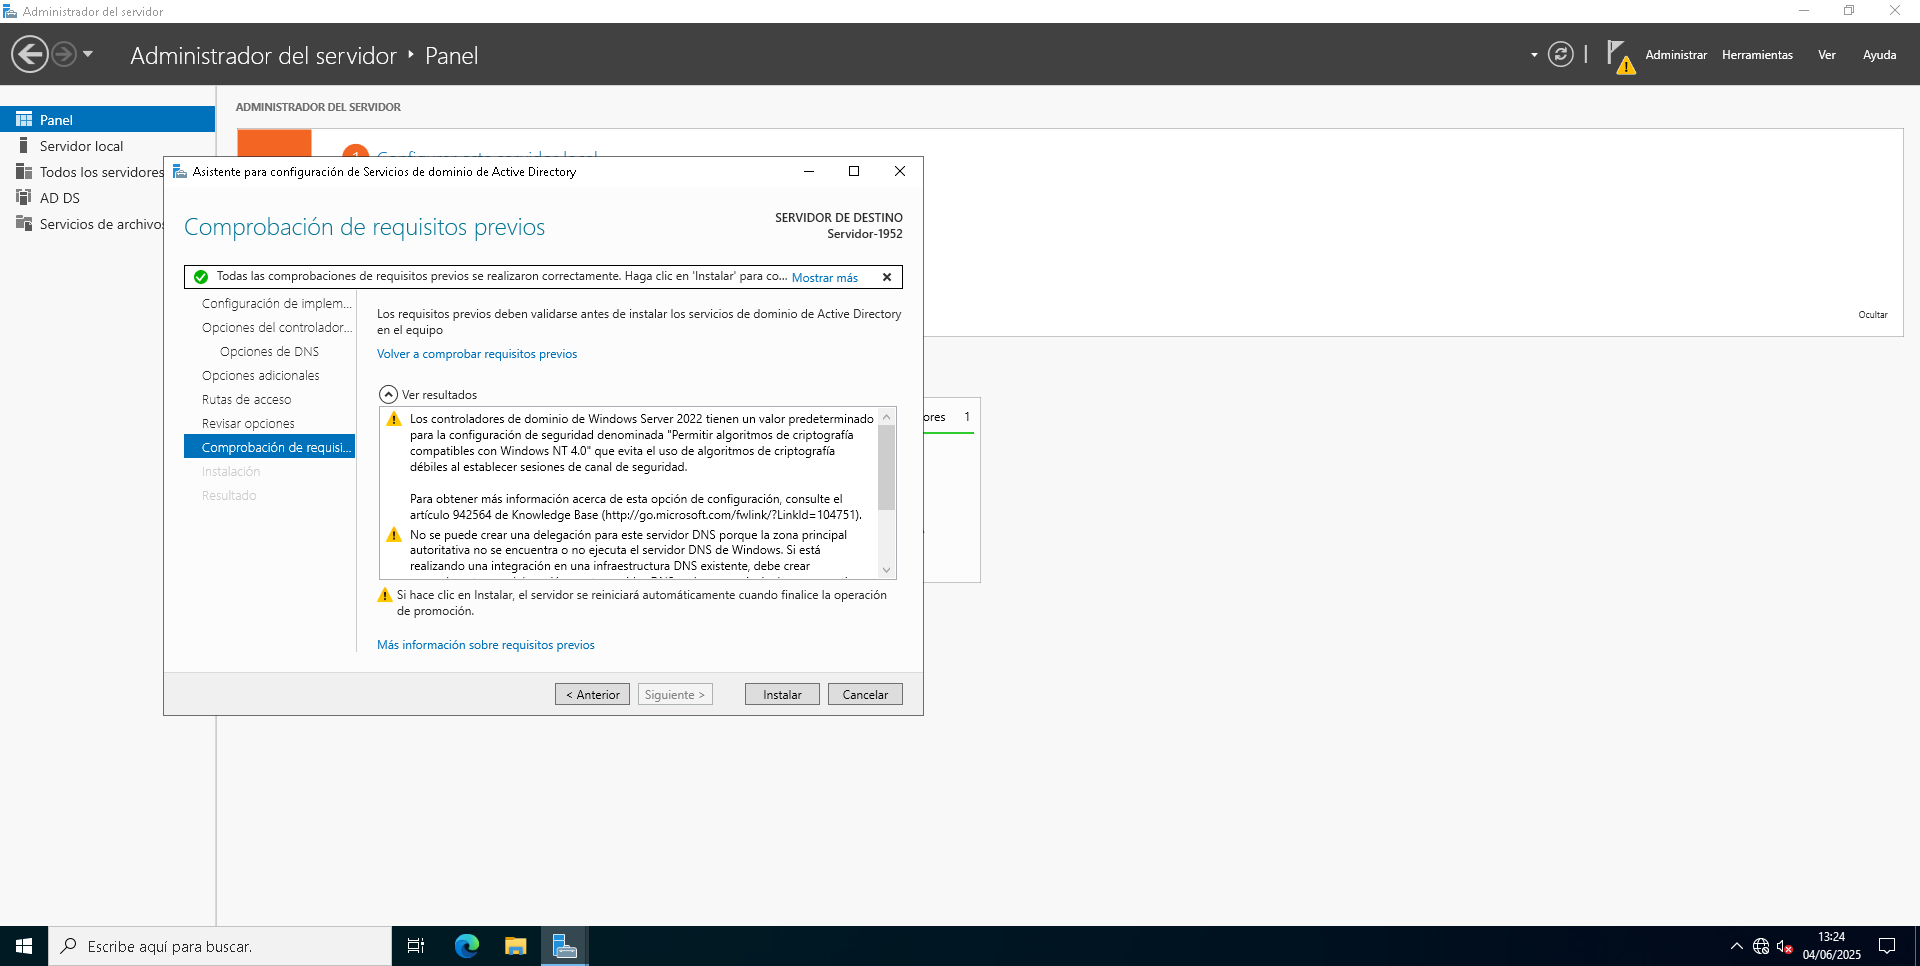 Administrador del servidor
Administrador del servidor ‣ Panel
Administrar Herramientas Ver Ayuda
Panel
Servidor local
Todos los servidores
AD DS
Servicios de archivos
ADMINISTRADOR DEL SERVIDOR
1 Configurar este servidor local
Ocultar
1
Asistente para configuración de Servicios de dominio de Active Directory
Comprobación de requisitos previos
SERVIDOR DE DESTINO
Servidor-1952
Todas las comprobaciones de requisitos previos se realizaron correctamente. Haga clic en 'Instalar' para co... Mostrar más
Configuración de implem...
Opciones del controlador...
Opciones de DNS
Opciones adicionales
Rutas de acceso
Revisar opciones
Comprobación de requisi...
Instalación
Resultado
Los requisitos previos deben validarse antes de instalar los servicios de dominio de Active Directory
en el equipo
Volver a comprobar requisitos previos
Ver resultados
Los controladores de dominio de Windows Server 2022 tienen un valor predeterminado
para la configuración de seguridad denominada "Permitir algoritmos de criptografía
compatibles con Windows NT 4.0" que evita el uso de algoritmos de criptografía
débiles al establecer sesiones de canal de seguridad.
Para obtener más información acerca de esta opción de configuración, consulte el
artículo 942564 de Knowledge Base (http://go.microsoft.com/fwlink/?LinkId=104751).
No se puede crear una delegación para este servidor DNS porque la zona principal
autoritativa no se encuentra o no ejecuta el servidor DNS de Windows. Si está
realizando una integración en una infraestructura DNS existente, debe crear
Si hace clic en Instalar, el servidor se reiniciará automáticamente cuando finalice la operación
de promoción.
Más información sobre requisitos previos
< Anterior
Siguiente >
Instalar
Cancelar
Escribe aquí para buscar.
13:24
04/06/2025